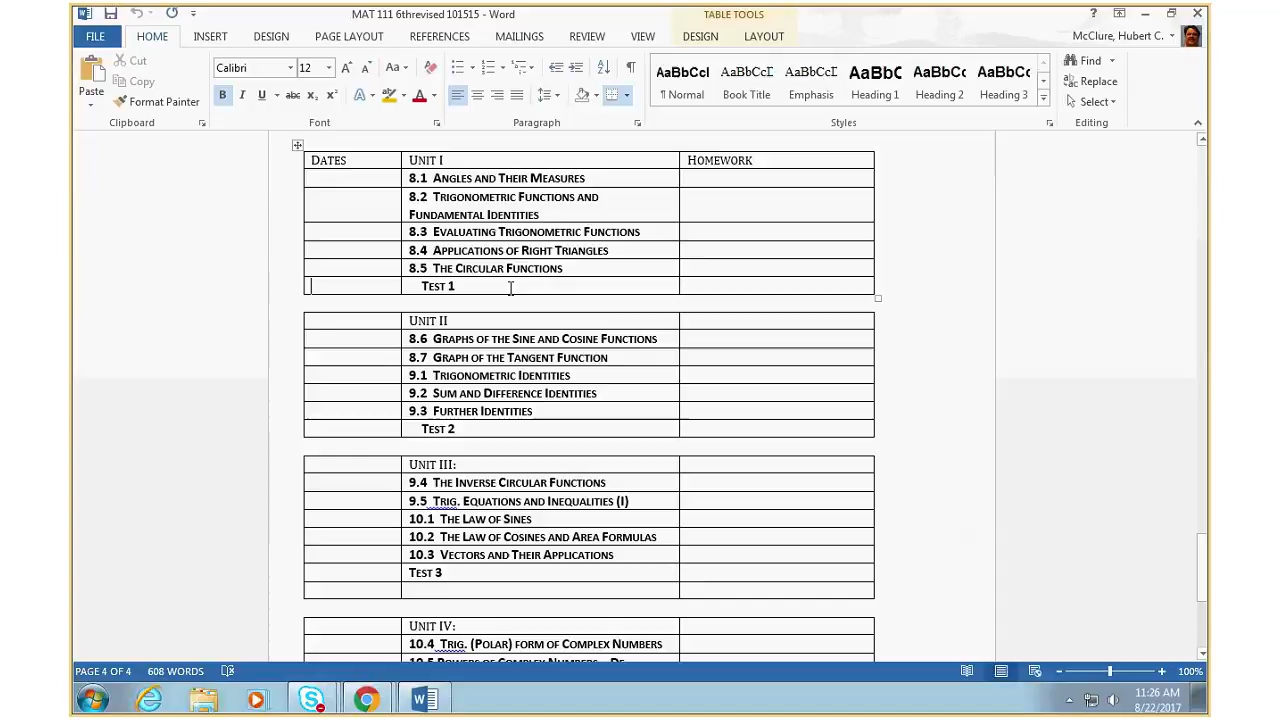 MAT 111 6threvised 101515 - Word
TABLE TOOLS
?
FILE
HOME
INSERT
DESIGN
PAGE LAYOUT
REFERENCES
MAILINGS
REVIEW
VIEW
DESIGN
LAYOUT
McClure, Hubert C.
Paste
Cut
Copy
Format Painter
Clipboard
Calibri
12
Font
Paragraph
AaBbCcI
¶ Normal
AaBbCcD
Book Title
AaBbCcD
Emphasis
AaBbC
Heading 1
AaBbCcD
Heading 2
AaBbCcI
Heading 3
Styles
Find
Replace
Select
Editing
DATES UNIT I HOMEWORK
8.1 ANGLES AND THEIR MEASURES
8.2 TRIGONOMETRIC FUNCTIONS AND
FUNDAMENTAL IDENTITIES
8.3 EVALUATING TRIGONOMETRIC FUNCTIONS
8.4 APPLICATIONS OF RIGHT TRIANGLES
8.5 THE CIRCULAR FUNCTIONS
TEST 1
UNIT II
8.6 GRAPHS OF THE SINE AND COSINE FUNCTIONS
8.7 GRAPH OF THE TANGENT FUNCTION
9.1 TRIGONOMETRIC IDENTITIES
9.2 SUM AND DIFFERENCE IDENTITIES
9.3 FURTHER IDENTITIES
TEST 2
UNIT III:
9.4 THE INVERSE CIRCULAR FUNCTIONS
9.5 TRIG. EQUATIONS AND INEQUALITIES (I)
10.1 THE LAW OF SINES
10.2 THE LAW OF COSINES AND AREA FORMULAS
10.3 VECTORS AND THEIR APPLICATIONS
TEST 3
UNIT IV:
10.4 TRIG. (POLAR) FORM OF COMPLEX NUMBERS
10.5 POWERS OF COMPLEX NUMBERS
PAGE 4 OF 4
608 WORDS
100%
11:26 AM
8/22/2017